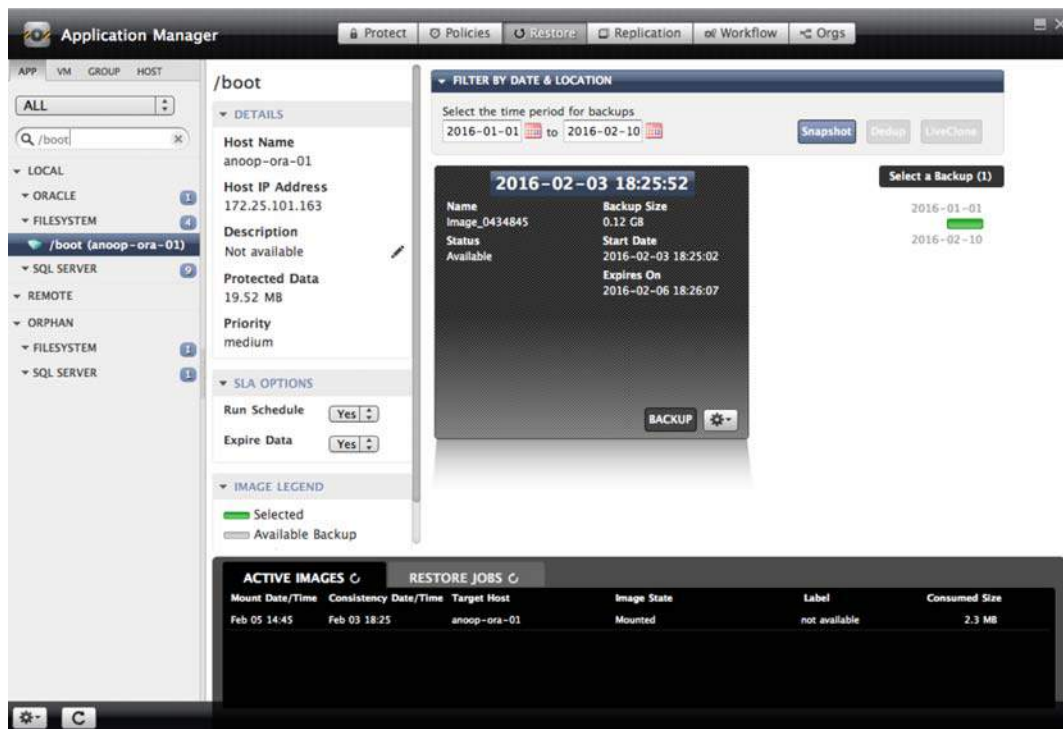 Application Manager
Protect Policies Restore Replication Workflow Orgs
APP VM GROUP HOST
ALL
/boot
LOCAL
ORACLE 1
FILESYSTEM 4
/boot (anoop-ora-01)
SQL SERVER 9
REMOTE
ORPHAN
FILESYSTEM 1
SQL SERVER 1
/boot
DETAILS
Host Name
anoop-ora-01
Host IP Address
172.25.101.163
Description
Not available
Protected Data
19.52 MB
Priority
medium
SLA OPTIONS
Run Schedule Yes
Expire Data Yes
IMAGE LEGEND
Selected
Available Backup
FILTER BY DATE & LOCATION
Select the time period for backups
2016-01-01 to 2016-02-10
Snapshot Dedup LiveClone
2016-02-03 18:25:52
Name Backup Size
Image_0434845 0.12 GB
Status Start Date
Available 2016-02-03 18:25:02
Expires On
2016-02-06 18:26:07
BACKUP
Select a Backup (1)
2016-01-01
2016-02-10
ACTIVE IMAGES RESTORE JOBS
Mount Date/Time Consistency Date/Time Target Host Image State Label Consumed Size
Feb 05 14:45 Feb 03 18:25 anoop-ora-01 Mounted not available 2.3 MB